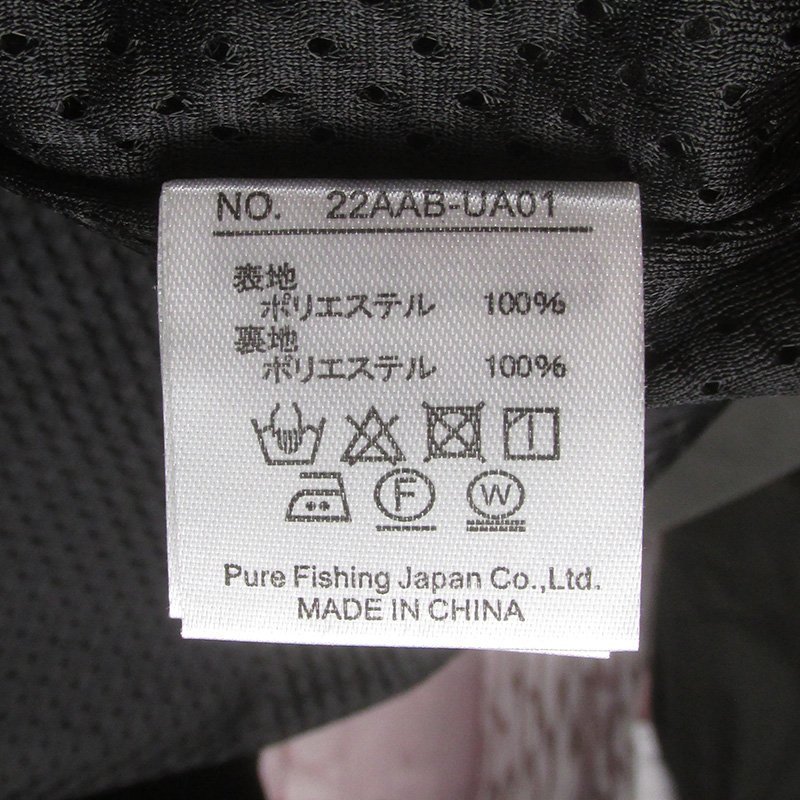 NO. 22AAB-UA01
表地
ポリエステル 100%
裏地
ポリエステル 100%
F W
Pure Fishing Japan Co.,Ltd.
MADE IN CHINA